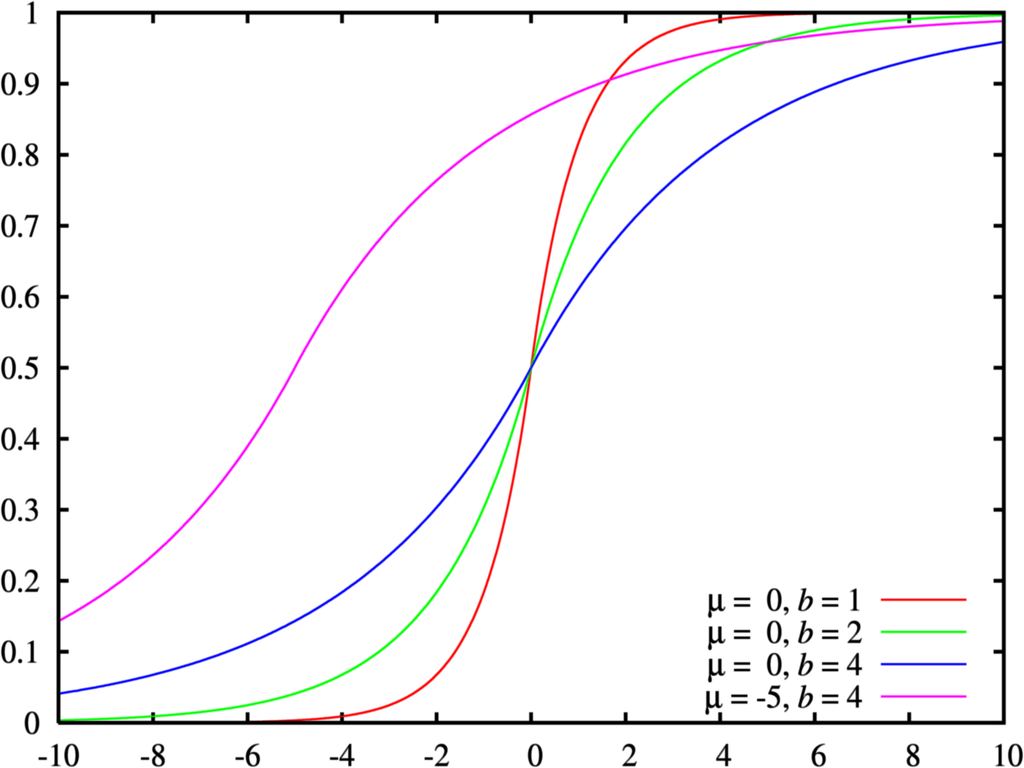 1
0.9
0.8
0.7
0.6
0.5
0.4
0.3
0.2
0.1
0
-10 -8 -6 -4 -2 0 2 4 6 8 10
μ = 0, b = 1
μ = 0, b = 2
μ = 0, b = 4
μ = -5, b = 4